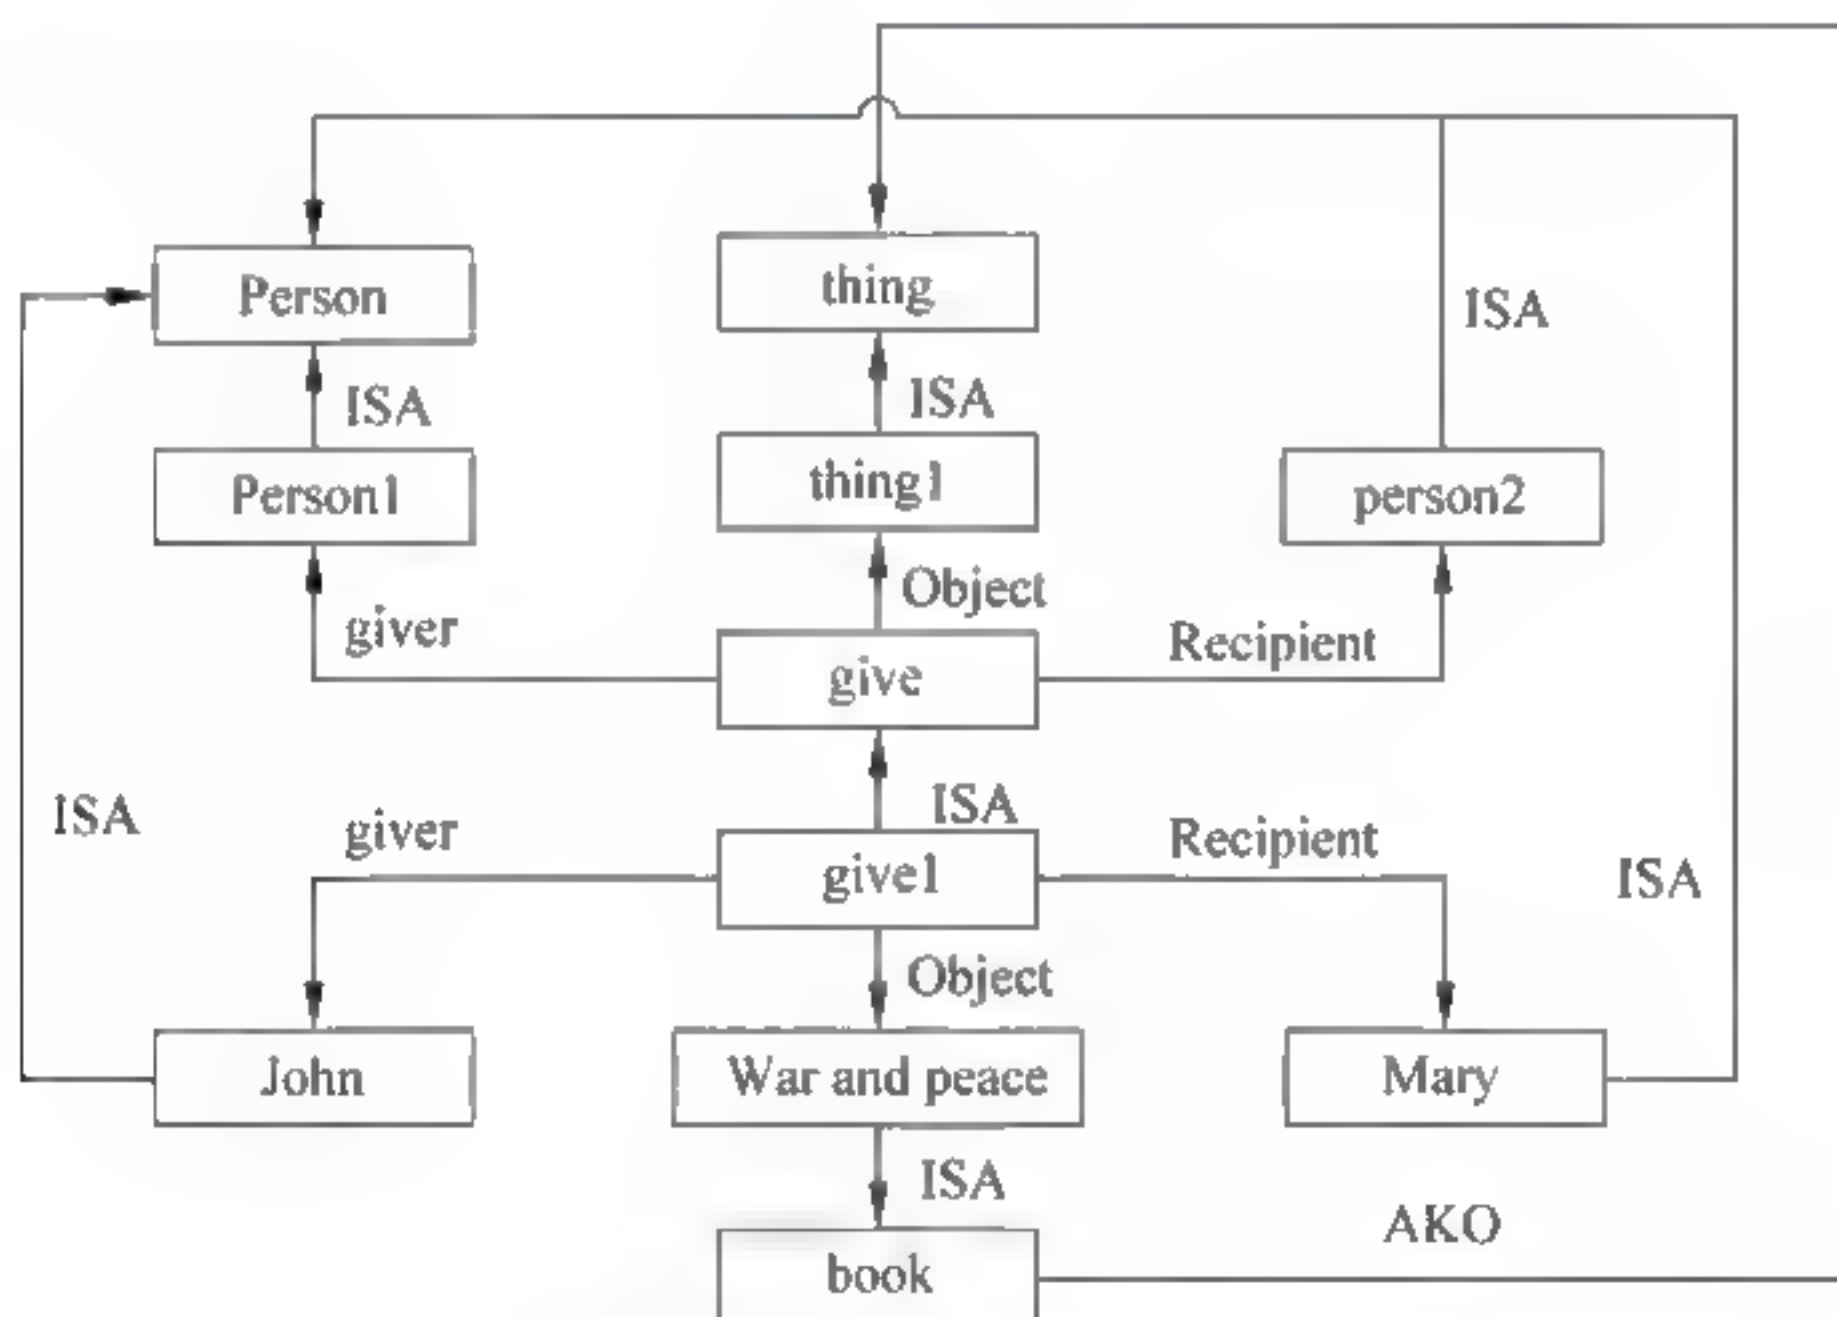 Person
thing
ISA
ISA
ISA
Person1
thing1
person2
Object
giver
Recipient
give
ISA
ISA
giver
Recipient
give1
ISA
Object
John
War and peace
Mary
ISA
AKO
book